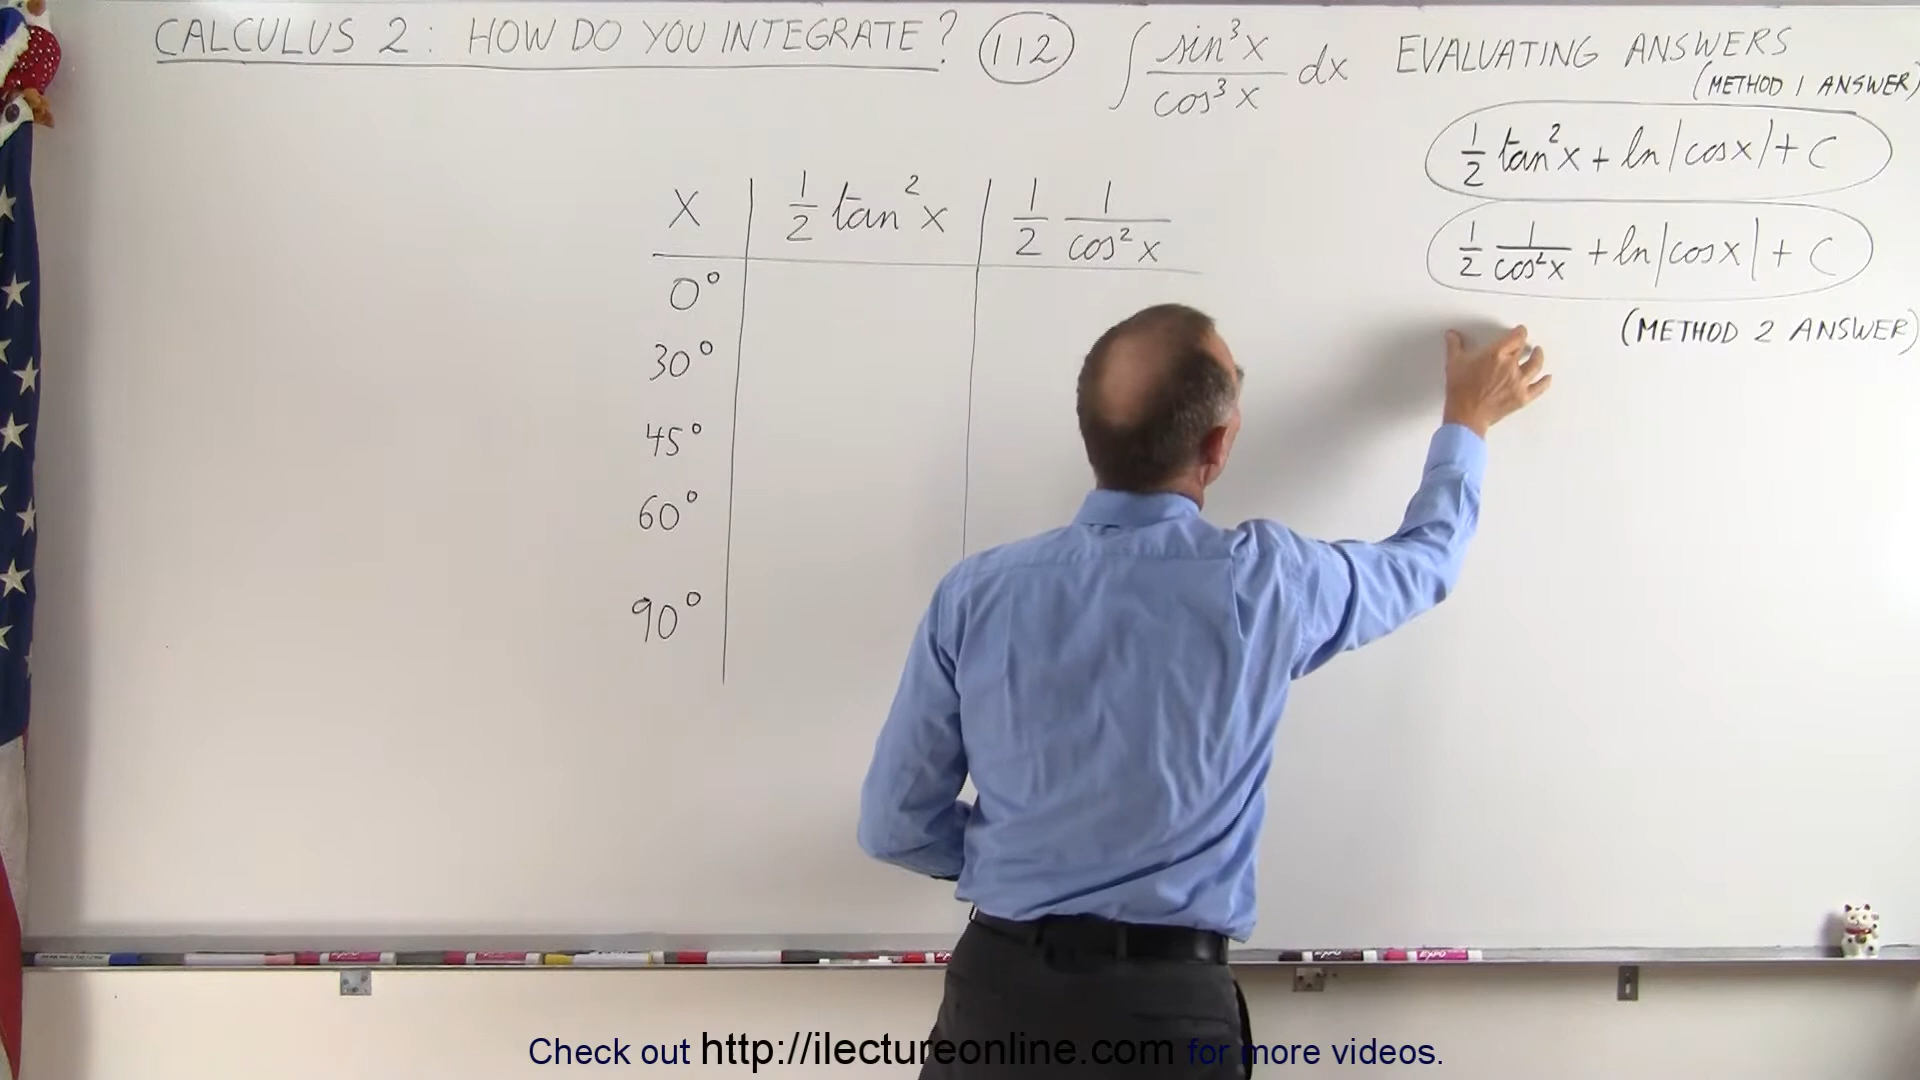 CALCULUS 2: HOW DO YOU INTEGRATE? 112 ∫ sin³x / cos³x dx EVALUATING ANSWERS
(METHOD 1 ANSWER)
1/2 tan²x + ln|cosx| + C
1/2 1/cos²x + ln|cosx| + C
(METHOD 2 ANSWER)
X | 1/2 tan²x | 1/2 1/cos²x
0°
30°
45°
60°
90°
Check out http://ilectureonline.com for more videos.